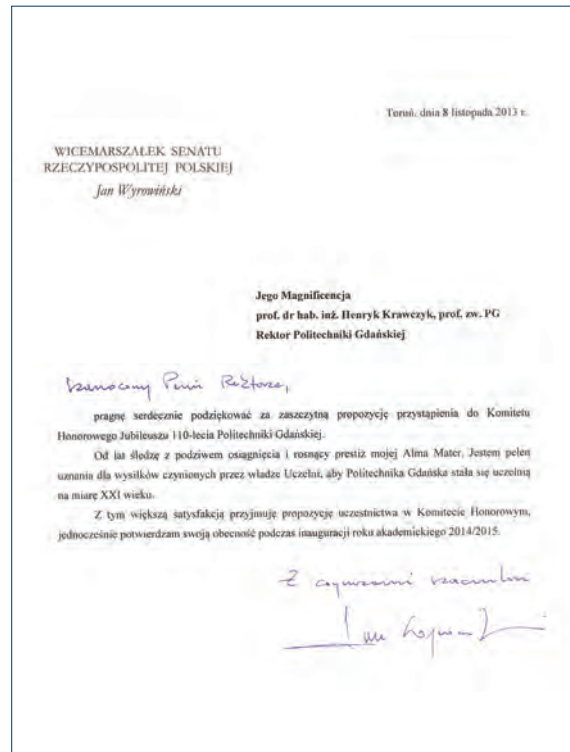 Toruń, dnia 8 listopada 2013 r.
WICEMARSZAŁEK SENATU
RZECZYPOSPOLITEJ POLSKIEJ
Jan Wyrowiński
Jego Magnificencja
prof. dr hab. inż. Henryk Krawczyk, prof. zw. PG
Rektor Politechniki Gdańskiej
Szanowny Panie Rektorze,
pragnę serdecznie podziękować za zaszczytną propozycję przystąpienia do Komitetu
Honorowego Jubileuszu 110-lecia Politechniki Gdańskiej.
Od lat śledzę z podziwem osiągnięcia i rosnący prestiż mojej Alma Mater. Jestem pełen
uznania dla wysiłków czynionych przez władze Uczelni, aby Politechnika Gdańska stała się uczelnią
na miarę XXI wieku.
Z tym większą satysfakcją przyjmuję propozycję uczestnictwa w Komitecie Honorowym,
jednocześnie potwierdzam swoją obecność podczas inauguracji roku akademickiego 2014/2015.
Z wyrazami szacunku